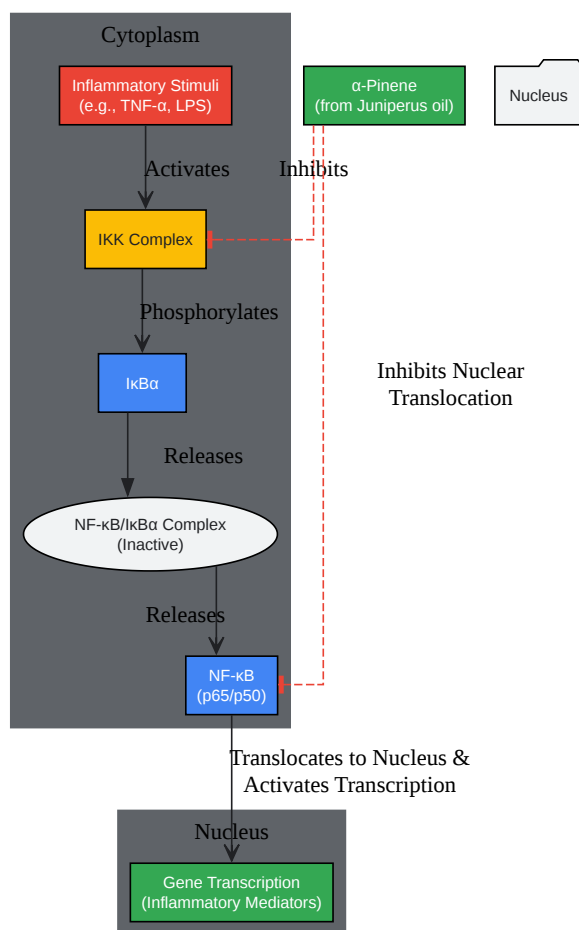 Cytoplasm
Inflammatory Stimuli
(e.g., TNF-α, LPS)
α-Pinene
(from Juniperus oil)
Nucleus
Activates
Inhibits
IKK Complex
Phosphorylates
IκBα
Inhibits Nuclear
Translocation
Releases
NF-κB/IκBα Complex
(Inactive)
Releases
NF-κB
(p65/p50)
Translocates to Nucleus &
Activates Transcription
Nucleus
Gene Transcription
(Inflammatory Mediators)